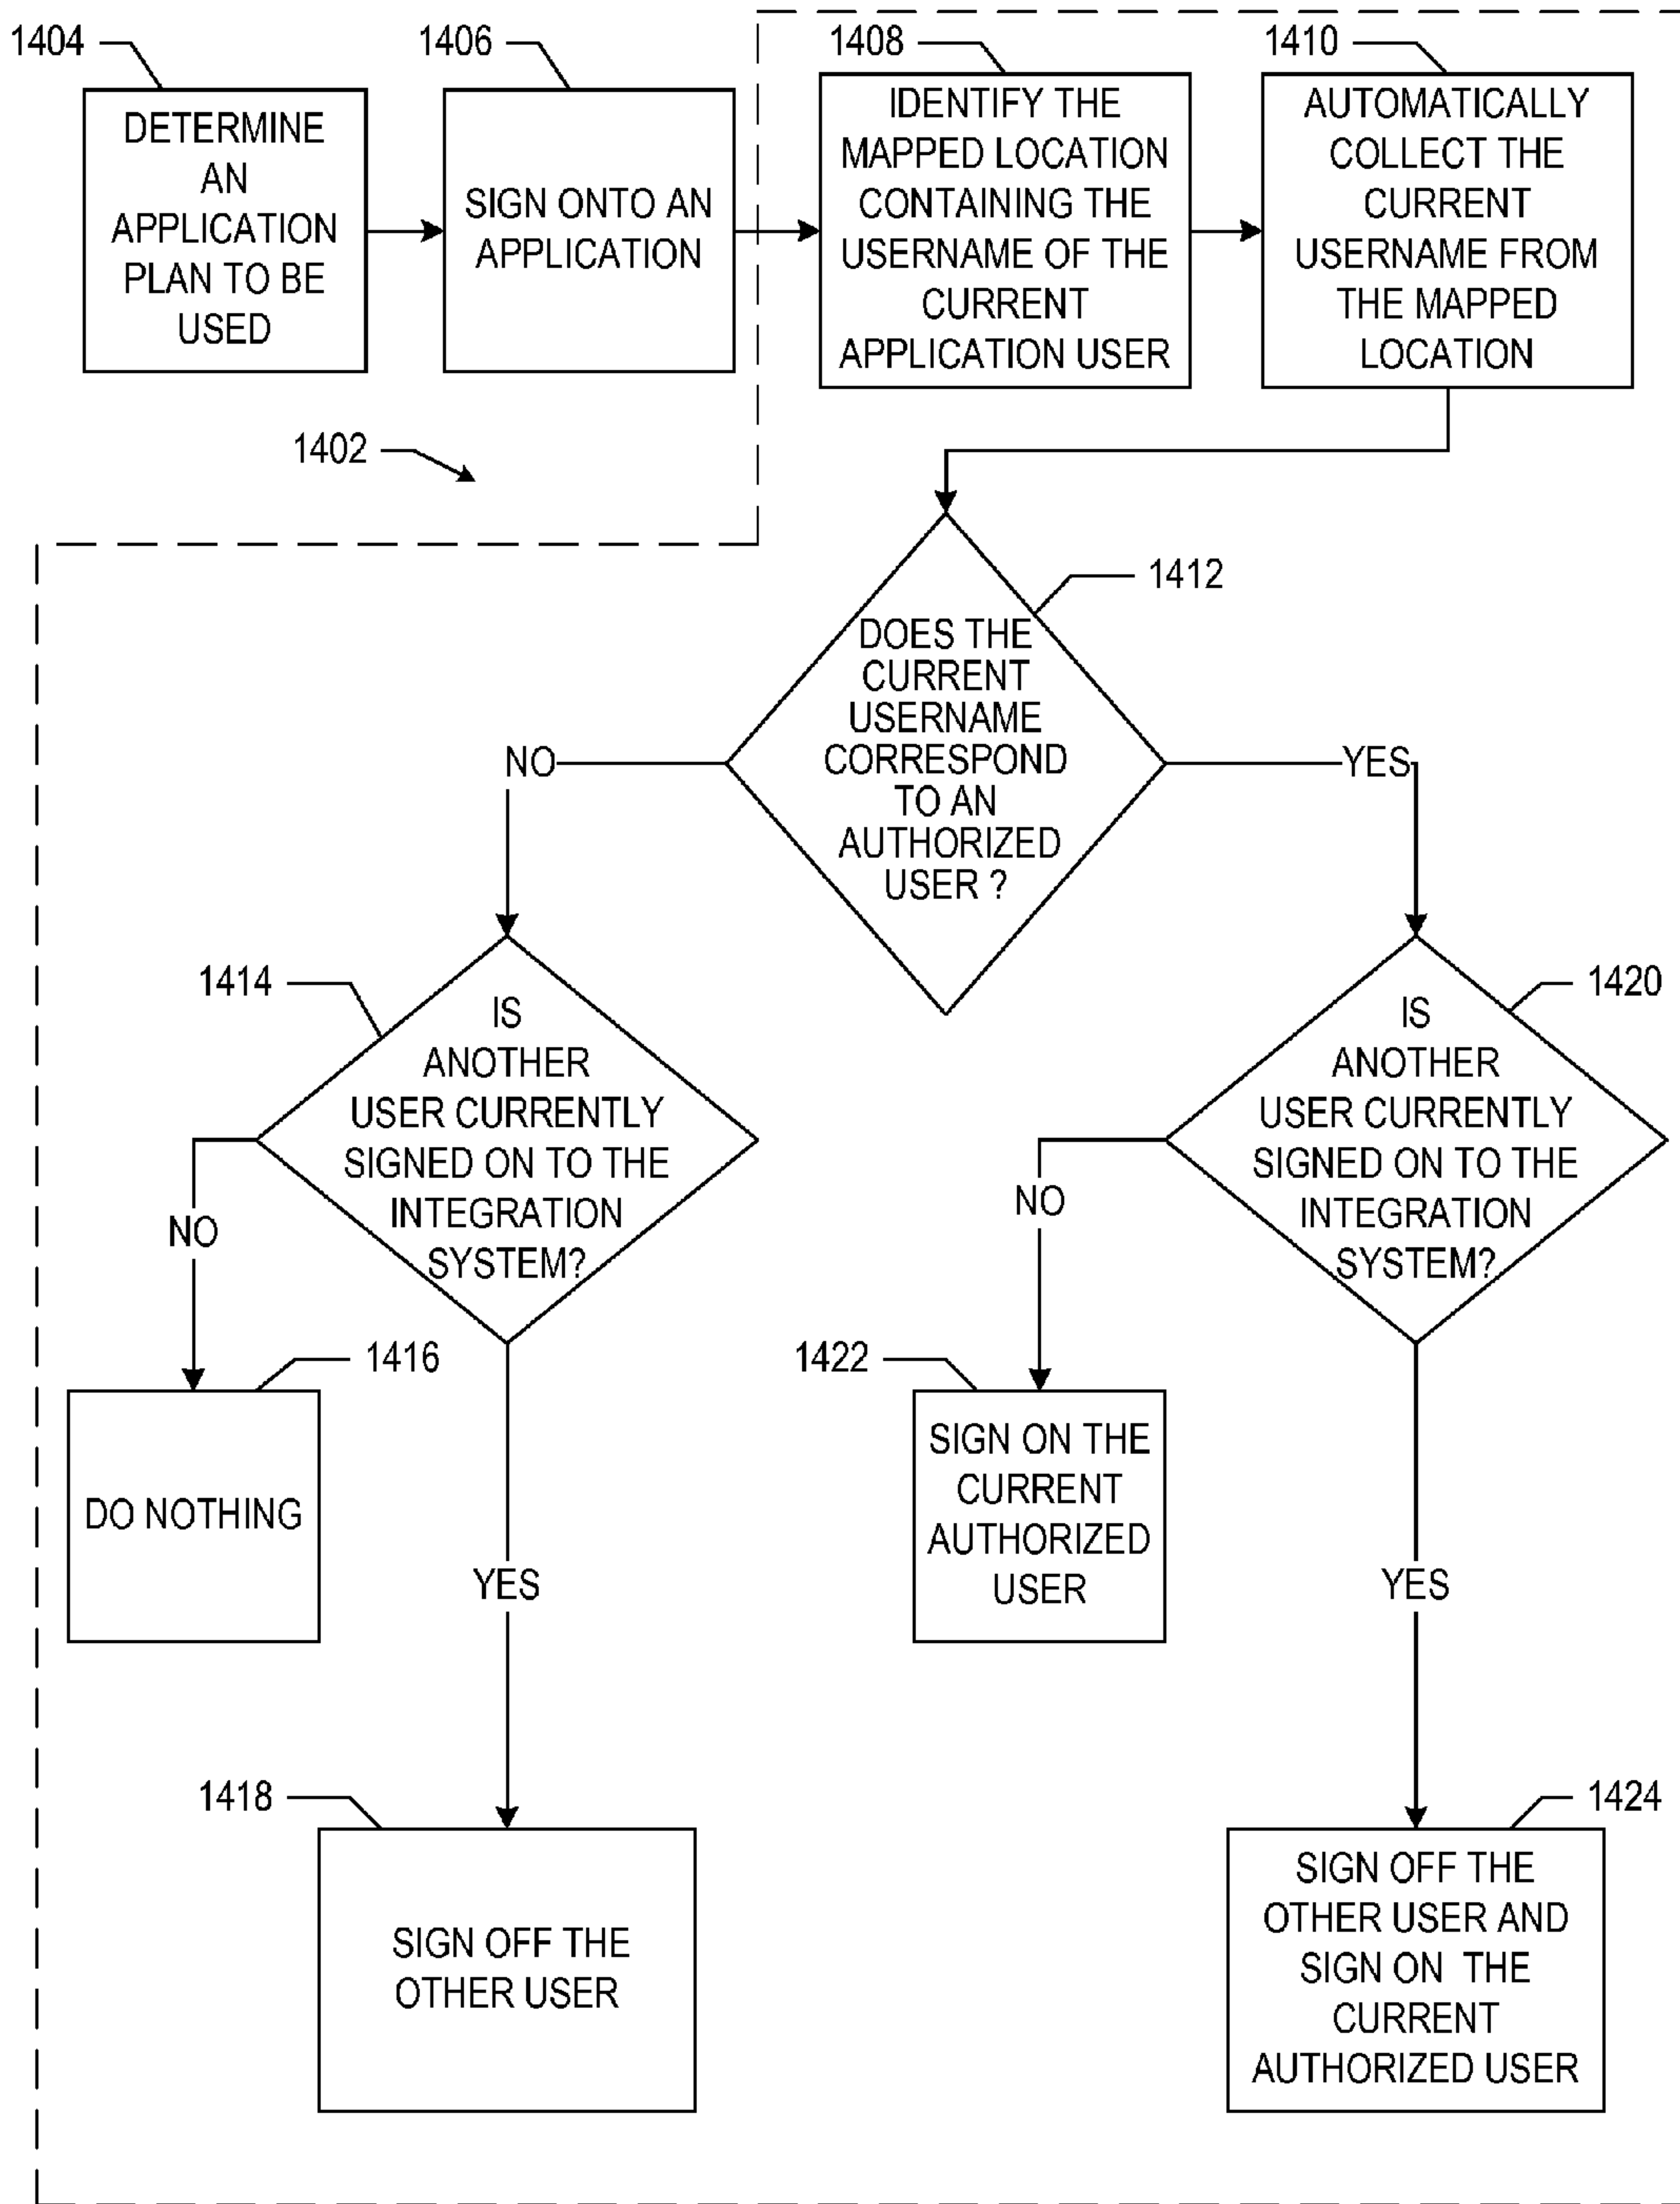 1404
DETERMINE
AN
APPLICATION
PLAN TO BE
USED
1406
SIGN ONTO AN
APPLICATION
1408
IDENTIFY THE
MAPPED LOCATION
CONTAINING THE
USERNAME OF THE
CURRENT
APPLICATION USER
1410
AUTOMATICALLY
COLLECT THE
CURRENT
USERNAME FROM
THE MAPPED
LOCATION
1402
1412
DOES THE
CURRENT
USERNAME
CORRESPOND
TO AN
AUTHORIZED
USER ?
NO
YES
1414
IS
ANOTHER
USER CURRENTLY
SIGNED ON TO THE
INTEGRATION
SYSTEM?
1420
IS
ANOTHER
USER CURRENTLY
SIGNED ON TO THE
INTEGRATION
SYSTEM?
NO
NO
1416
DO NOTHING
1422
SIGN ON THE
CURRENT
AUTHORIZED
USER
YES
YES
1418
SIGN OFF THE
OTHER USER
1424
SIGN OFF THE
OTHER USER AND
SIGN ON THE
CURRENT
AUTHORIZED USER